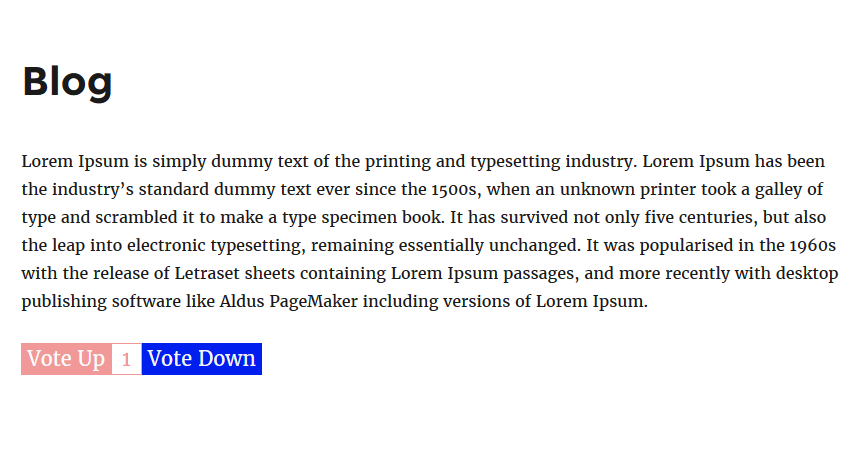 Blog
Lorem Ipsum is simply dummy text of the printing and typesetting industry. Lorem Ipsum has been
the industry’s standard dummy text ever since the 1500s, when an unknown printer took a galley of
type and scrambled it to make a type specimen book. It has survived not only five centuries, but also
the leap into electronic typesetting, remaining essentially unchanged. It was popularised in the 1960s
with the release of Letraset sheets containing Lorem Ipsum passages, and more recently with desktop
publishing software like Aldus PageMaker including versions of Lorem Ipsum.
Vote Up 1 Vote Down